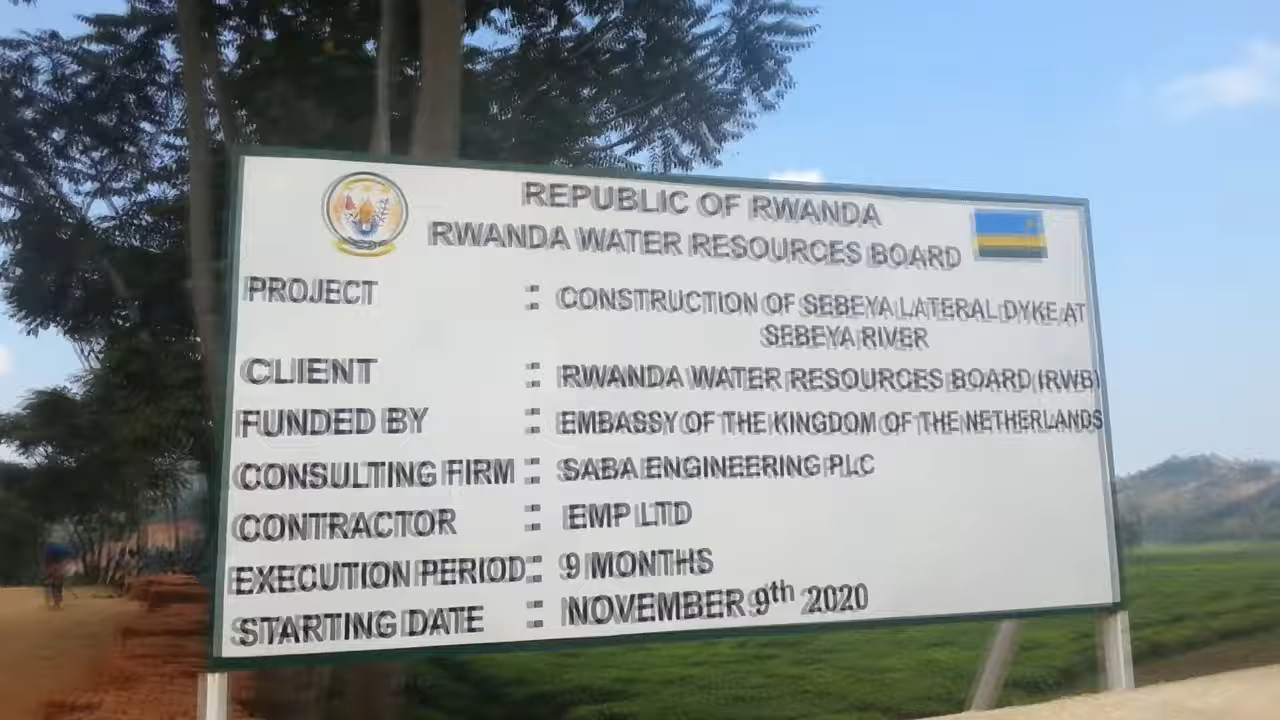 REPUBLIC OF RWANDA
RWANDA WATER RESOURCES BOARD
PROJECT : CONSTRUCTION OF SEBEYA LATERAL DYKE AT
SEBEYA RIVER
CLIENT : RWANDA WATER RESOURCES BOARD (RWB)
FUNDED BY : EMBASSY OF THE KINGDOM OF THE NETHERLANDS
CONSULTING FIRM : SABA ENGINEERING PLC
CONTRACTOR : EMP LTD
EXECUTION PERIOD : 9 MONTHS
STARTING DATE : NOVEMBER 9th 2020